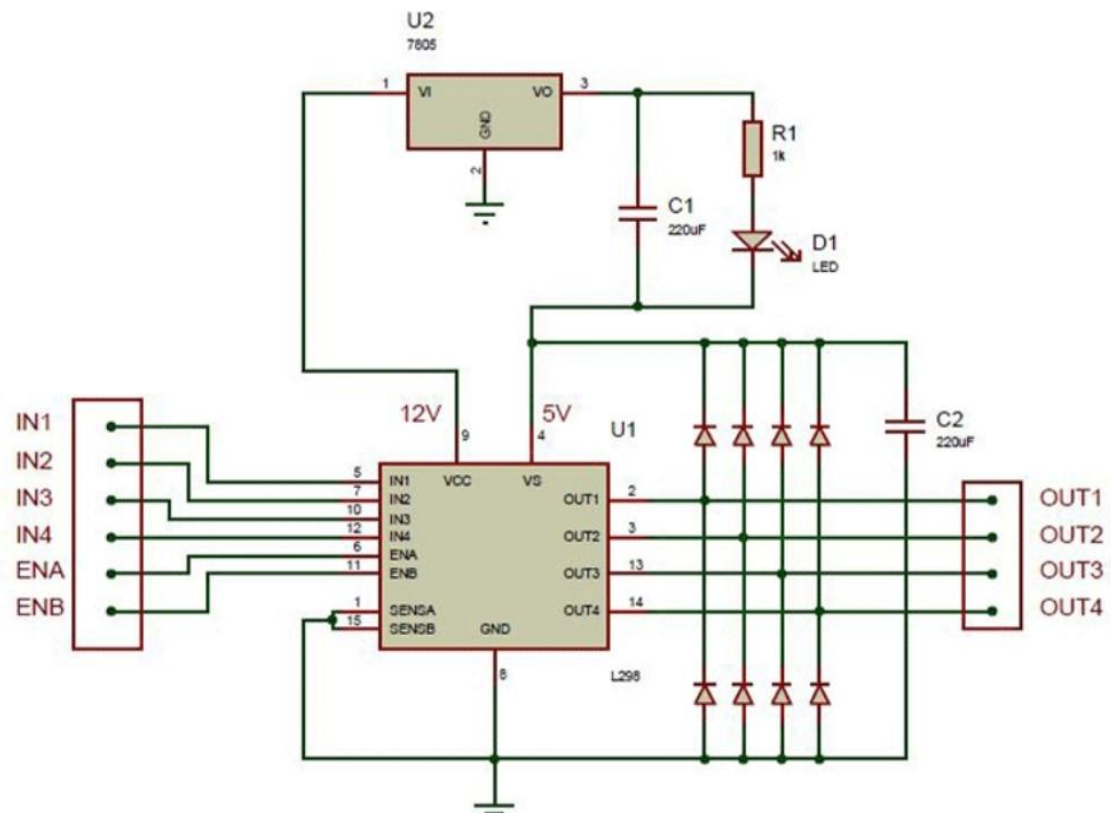 U2
7805
1
VI
VO
3
GND
2
R1
1k
C1
220uF
D1
LED
12V
5V
9
4
U1
C2
220uF
IN1
IN2
IN3
IN4
ENA
ENB
5
7
10
12
6
11
1
15
IN1
IN2
IN3
IN4
ENA
ENB
SENSA
SENSB
VCC
VS
OUT1
OUT2
OUT3
OUT4
GND
2
3
13
14
8
L298
OUT1
OUT2
OUT3
OUT4